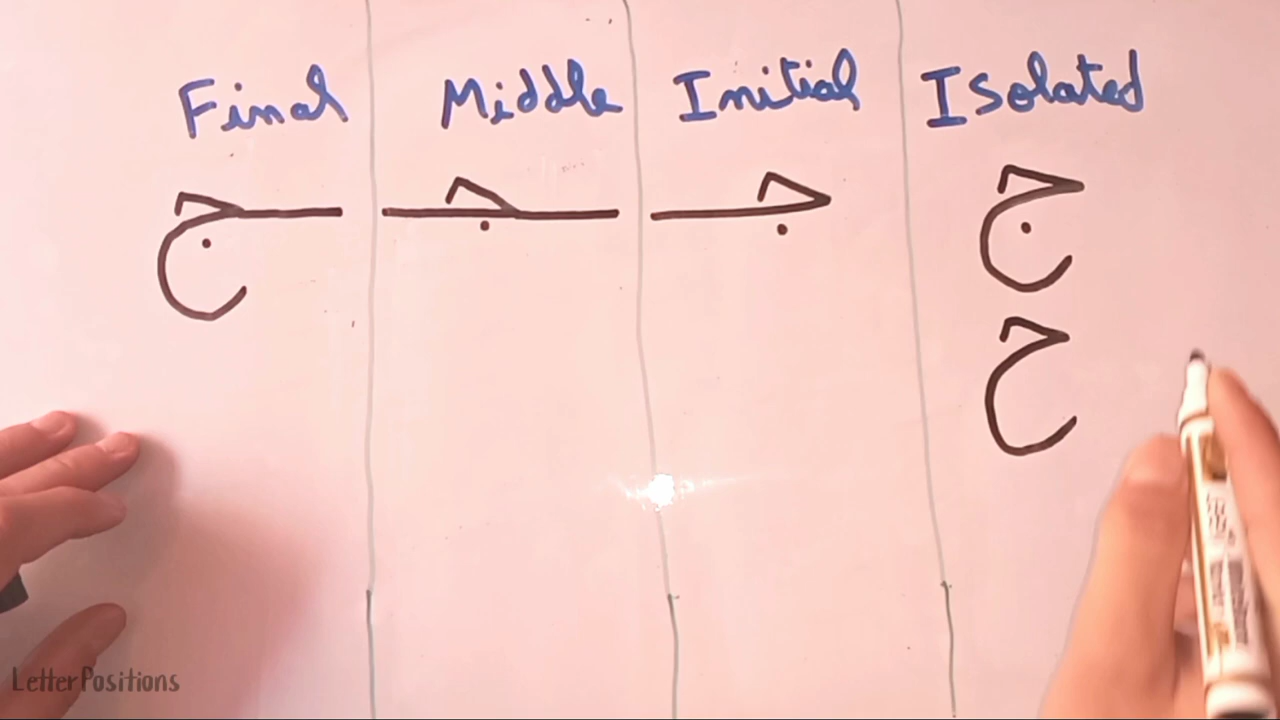 Final Middle Initial Isolated
ج ـجـ ـج جـ
ح
LetterPositions